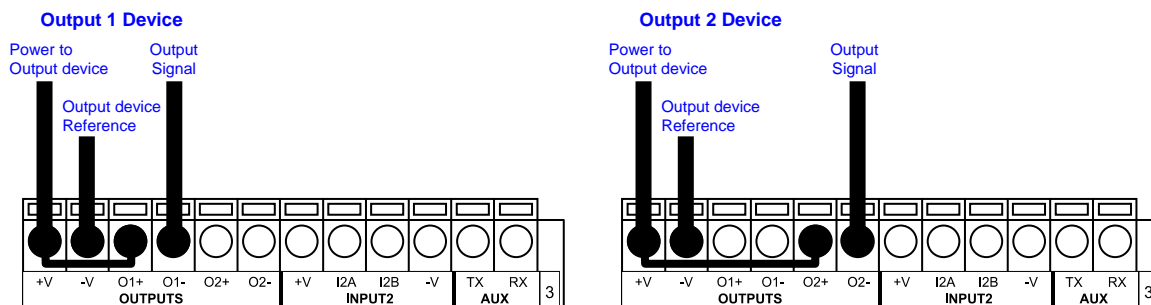 Output 1 Device
Power to
Output device
Output
Signal
Output device
Reference
+V -V O1+ O1- O2+ O2- +V I2A I2B -V TX RX
OUTPUTS INPUT2 AUX 3
Output 2 Device
Power to
Output device
Output
Signal
Output device
Reference
+V -V O1+ O1- O2+ O2- +V I2A I2B -V TX RX
OUTPUTS INPUT2 AUX 3